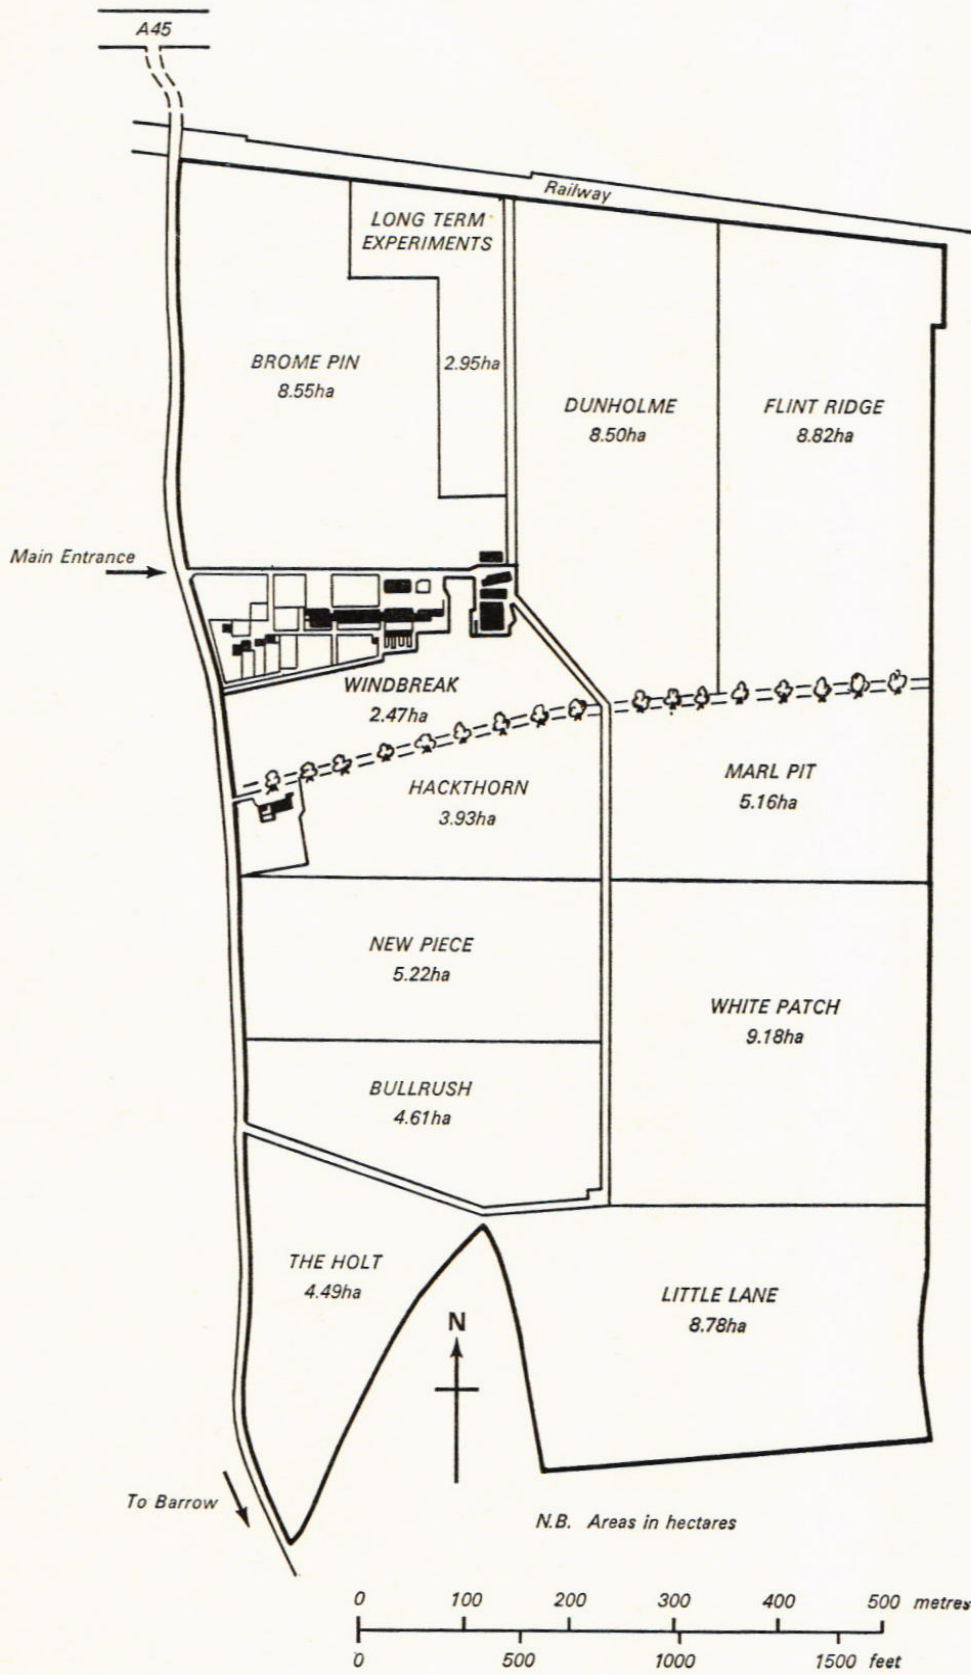 A45
Railway
LONG TERM
EXPERIMENTS
BROME PIN
8.55ha
2.95ha
DUNHOLME
8.50ha
FLINT RIDGE
8.82ha
Main Entrance
WINDBREAK
2.47ha
HACKTHORN
3.93ha
MARL PIT
5.16ha
NEW PIECE
5.22ha
WHITE PATCH
9.18ha
BULLRUSH
4.61ha
THE HOLT
4.49ha
LITTLE LANE
8.78ha
N
To Barrow
N.B. Areas in hectares
0 100 200 300 400 500 metres
0 500 1000 1500 feet